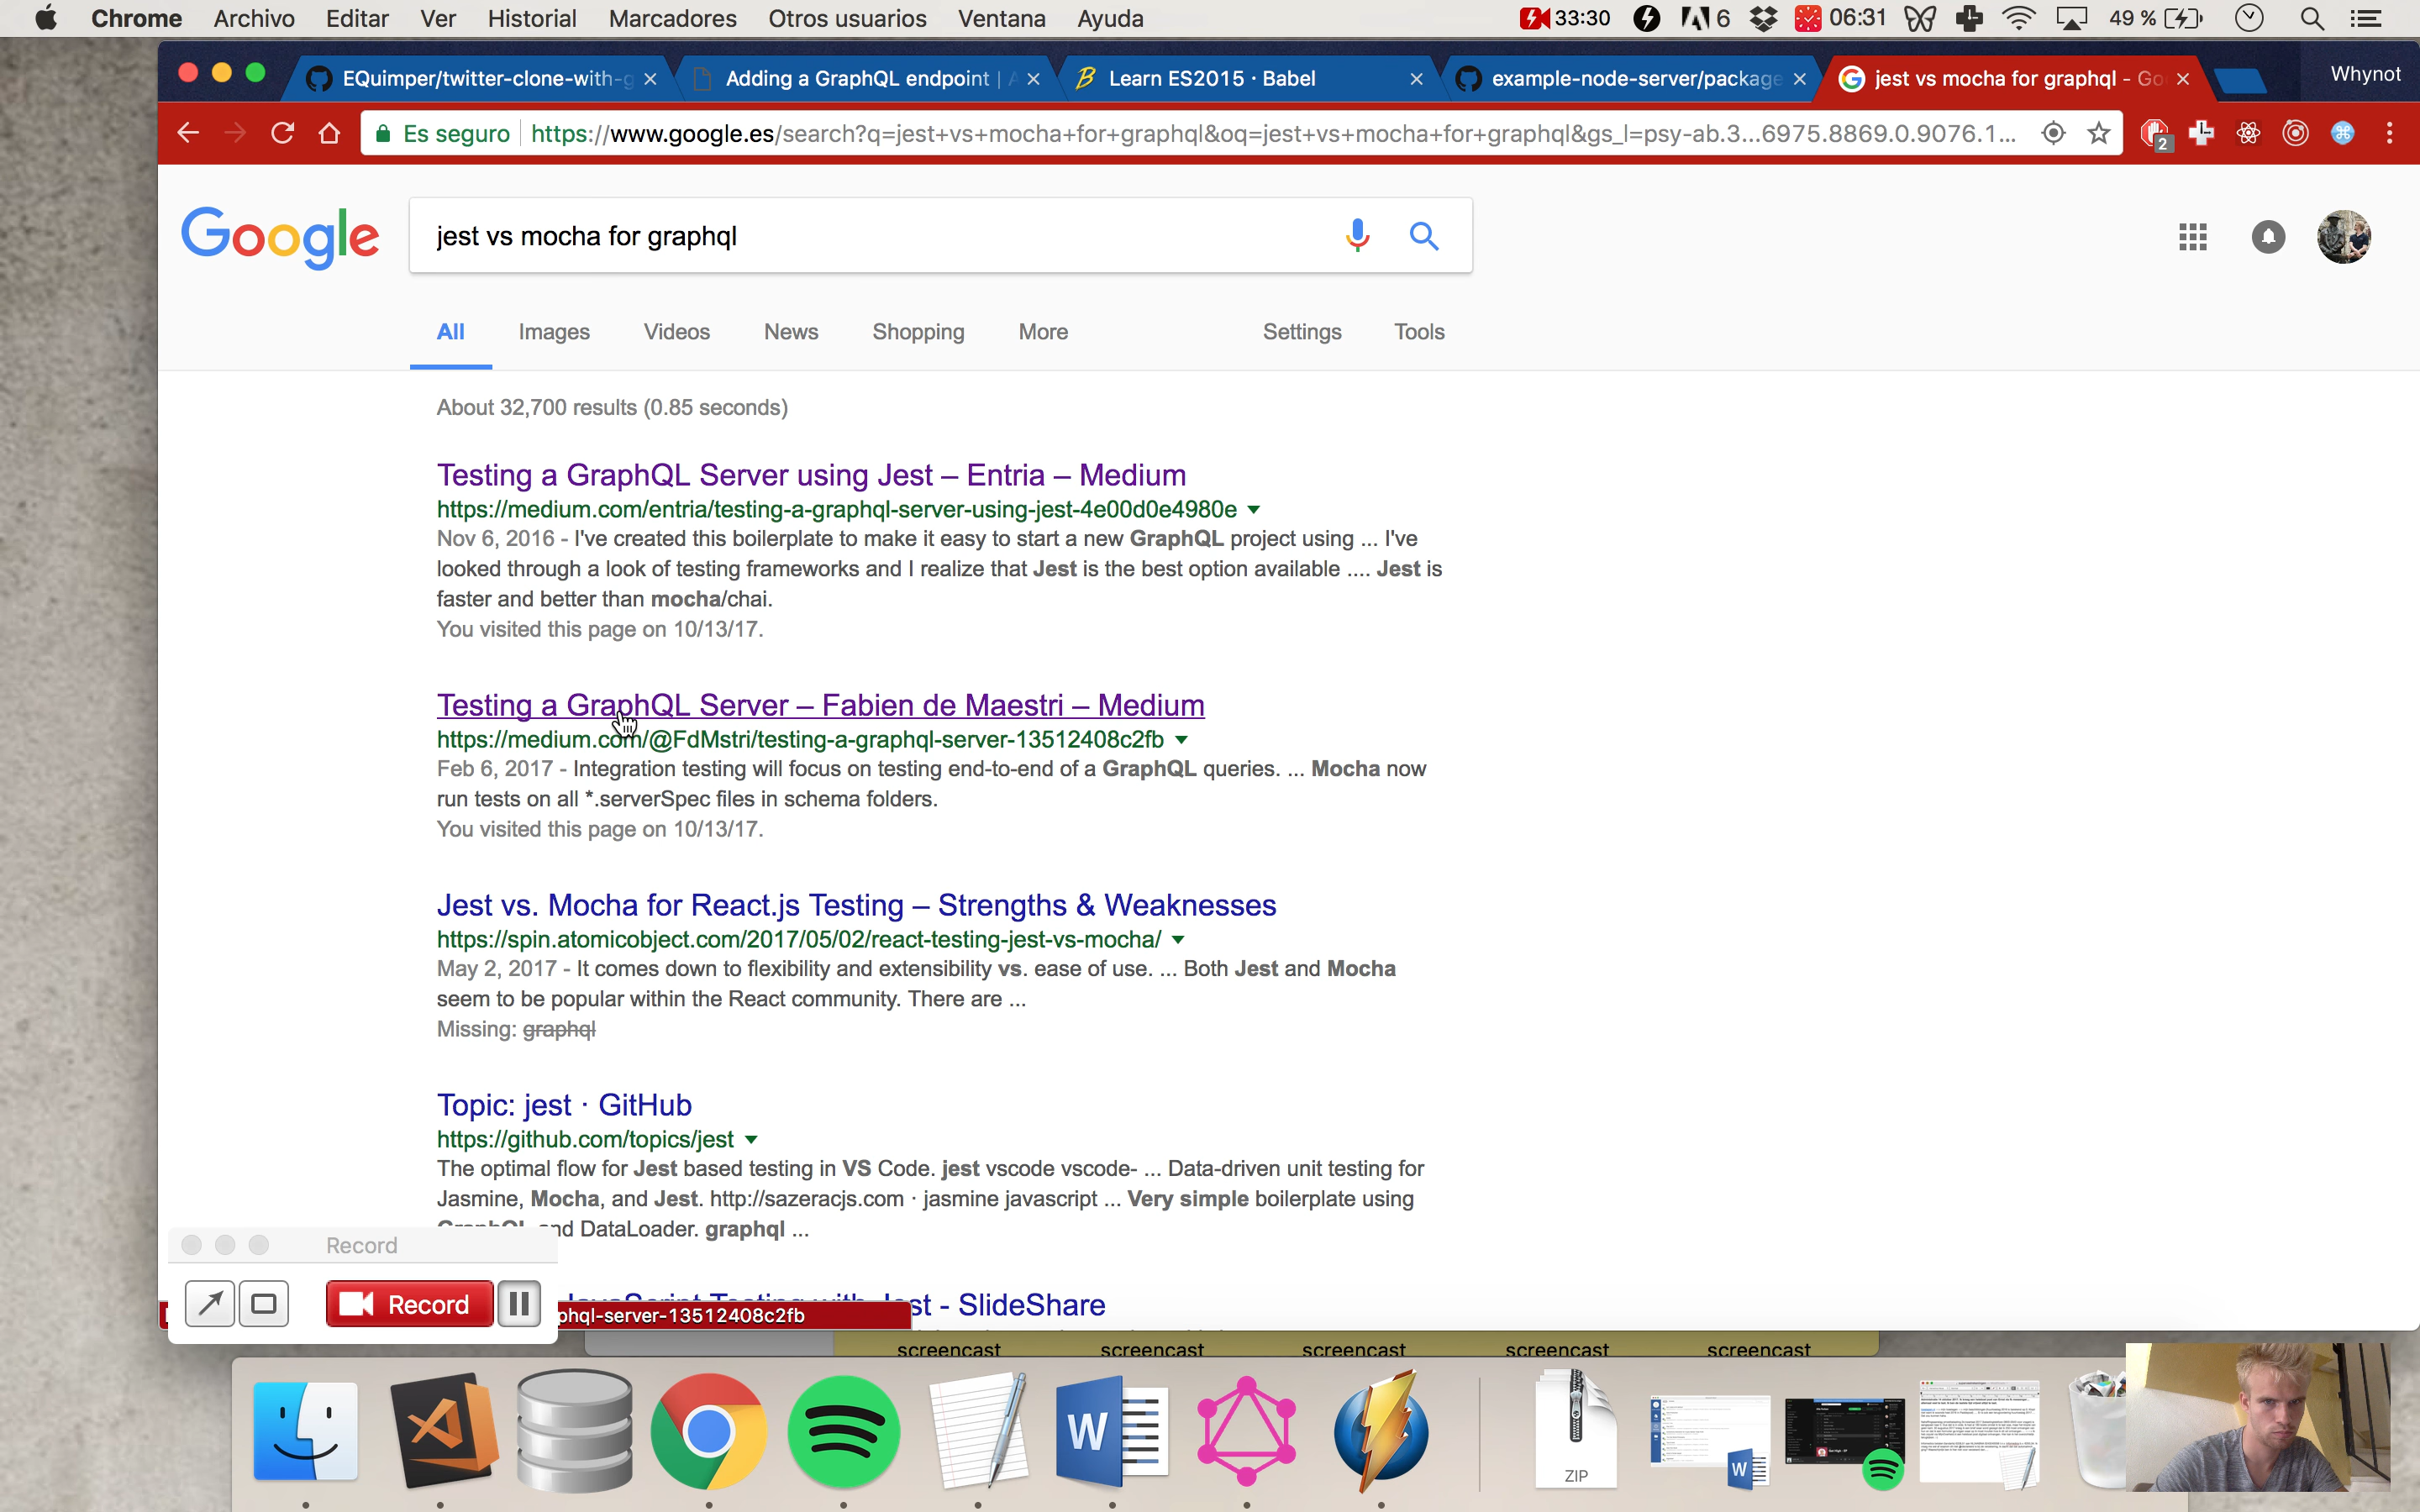 Chrome Archivo Editar Ver Historial Marcadores Otros usuarios Ventana Ayuda 33:30 6 06:31 49 %
EQuimper/twitter-clone-with-g Adding a GraphQL endpoint | Learn ES2015 · Babel example-node-server/package jest vs mocha for graphql - Go Whynot
Es seguro https://www.google.es/search?q=jest+vs+mocha+for+graphql&oq=jest+vs+mocha+for+graphql&gs_l=psy-ab.3...6975.8869.0.9076.1... 2
Google jest vs mocha for graphql
All Images Videos News Shopping More Settings Tools
About 32,700 results (0.85 seconds)
Testing a GraphQL Server using Jest – Entria – Medium
https://medium.com/entria/testing-a-graphql-server-using-jest-4e00d0e4980e
Nov 6, 2016 - I've created this boilerplate to make it easy to start a new GraphQL project using ... I've
looked through a look of testing frameworks and I realize that Jest is the best option available .... Jest is
faster and better than mocha/chai.
You visited this page on 10/13/17.
Testing a GraphQL Server – Fabien de Maestri – Medium
https://medium.com/@FdMstri/testing-a-graphql-server-13512408c2fb
Feb 6, 2017 - Integration testing will focus on testing end-to-end of a GraphQL queries. ... Mocha now
run tests on all *.serverSpec files in schema folders.
You visited this page on 10/13/17.
Jest vs. Mocha for React.js Testing – Strengths & Weaknesses
https://spin.atomicobject.com/2017/05/02/react-testing-jest-vs-mocha/
May 2, 2017 - It comes down to flexibility and extensibility vs. ease of use. ... Both Jest and Mocha
seem to be popular within the React community. There are ...
Missing: graphql
Topic: jest · GitHub
https://github.com/topics/jest
The optimal flow for Jest based testing in VS Code. jest vscode vscode- ... Data-driven unit testing for
Jasmine, Mocha, and Jest. http://sazeracjs.com · jasmine javascript ... Very simple boilerplate using
GraphQL and DataLoader. graphql ...
Record
JavaScript Testing with Jest - SlideShare
Record phql-server-13512408c2fb
screencast screencast screencast screencast screencast
W ZIP W